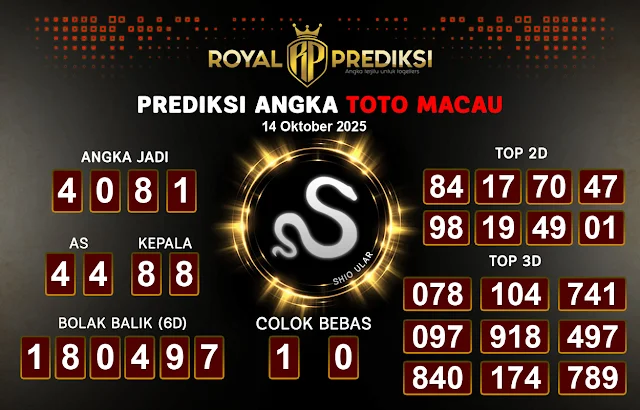 ROYAL RP PREDIKSI
Angka terjitu untuk togellers
PREDIKSI ANGKA TOTO MACAU
14 Oktober 2025
ANGKA JADI
4 0 8 1
AS KEPALA
4 4 8 8
BOLAK BALIK (6D)
1 8 0 4 9 7
SHIO ULAR
COLOK BEBAS
1 0
TOP 2D
84 17 70 47
98 19 49 01
TOP 3D
078 104 741
097 918 497
840 174 789